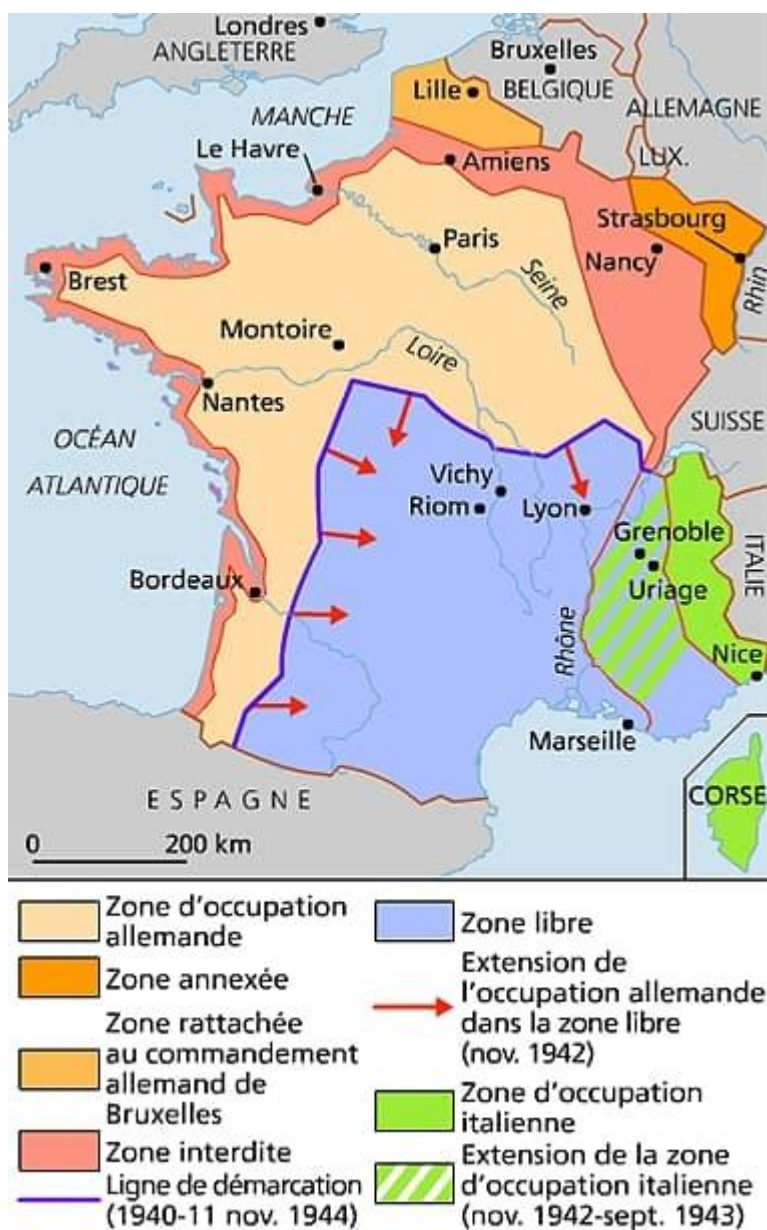 Londres
ANGLETERRE
Bruxelles
BELGIQUE
Lille
ALLEMAGNE
MANCHE
Le Havre
Amiens
LUX.
Strasbourg
Paris
Nancy
Seine
Rhin
Brest
Montoire
Loire
Nantes
SUISSE
OCÉAN
ATLANTIQUE
Vichy
Riom
Lyon
Grenoble
Uriage
ITALIE
Bordeaux
Rhône
Nice
Marseille
ESPAGNE
CORSE
0 200 km
Zone d'occupation
allemande
Zone annexée
Zone rattachée
au commandement
allemand de
Bruxelles
Zone interdite
Ligne de démarcation
(1940-11 nov. 1944)
Zone libre
Extension de
l'occupation allemande
dans la zone libre
(nov. 1942)
Zone d'occupation
italienne
Extension de la zone
d'occupation italienne
(nov. 1942-sept. 1943)